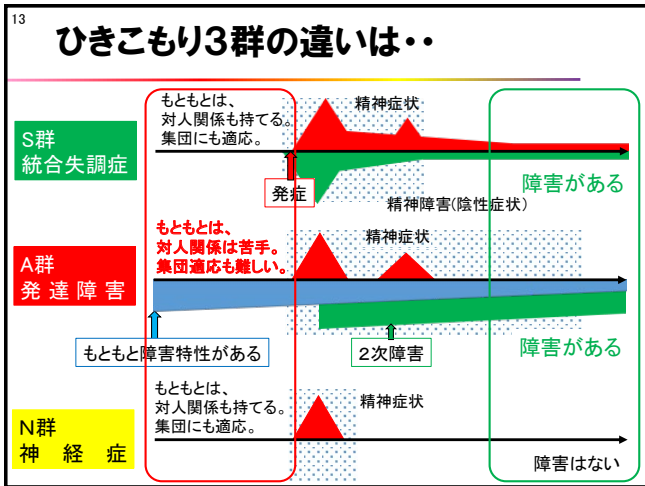 13
ひきこもり３群の違いは・・
もともとは、
対人関係も持てる。
集団にも適応。
精神症状
S群
統合失調症
発症
障害がある
精神障害(陰性症状)
もともとは、
対人関係は苦手。
集団適応も難しい。
精神症状
A群
発達障害
もともと障害特性がある
２次障害
障害がある
もともとは、
対人関係も持てる。
集団にも適応。
精神症状
N群
神経症
障害はない